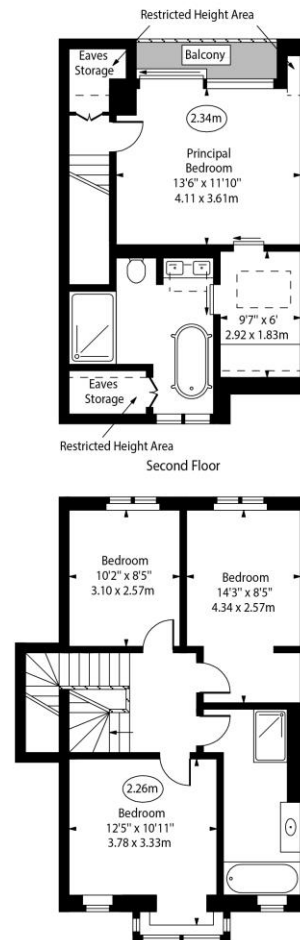 Restricted Height Area
Eaves
Storage
Balcony
2.34m
Principal
Bedroom
13'6" x 11'10"
4.11 x 3.61m
9'7" x 6'
2.92 x 1.83m
Eaves
Storage
Restricted Height Area
Second Floor
Bedroom
10'2" x 8'5"
3.10 x 2.57m
Bedroom
14'3" x 8'5"
4.34 x 2.57m
2.26m
Bedroom
12'5" x 10'11"
3.78 x 3.33m